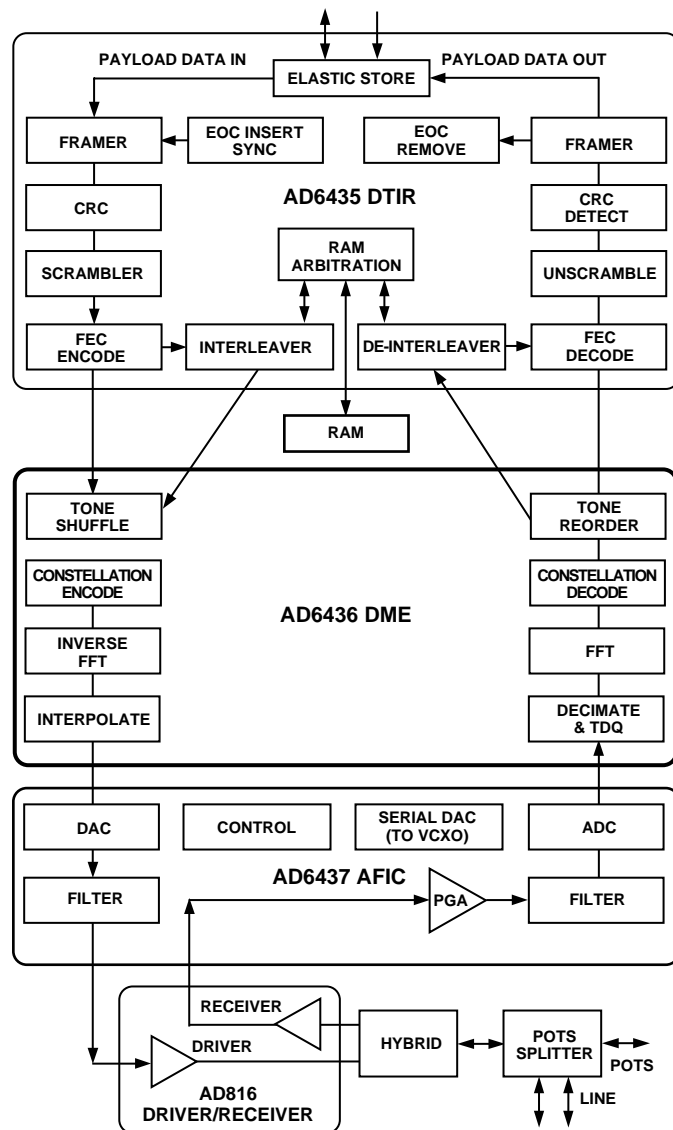 PAYLOAD DATA IN
PAYLOAD DATA OUT
ELASTIC STORE
FRAMER
EOC INSERT
SYNC
EOC
REMOVE
FRAMER
CRC
AD6435 DTIR
CRC
DETECT
SCRAMBLER
RAM
ARBITRATION
UNSCRAMBLE
FEC
ENCODE
INTERLEAVER
DE-INTERLEAVER
FEC
DECODE
RAM
TONE
SHUFFLE
TONE
REORDER
CONSTELLATION
ENCODE
AD6436 DME
CONSTELLATION
DECODE
INVERSE
FFT
FFT
INTERPOLATE
DECIMATE
& TDQ
DAC
CONTROL
SERIAL DAC
(TO VCXO)
ADC
FILTER
AD6437 AFIC
PGA
FILTER
RECEIVER
DRIVER
HYBRID
POTS
SPLITTER
POTS
AD816
DRIVER/RECEIVER
LINE